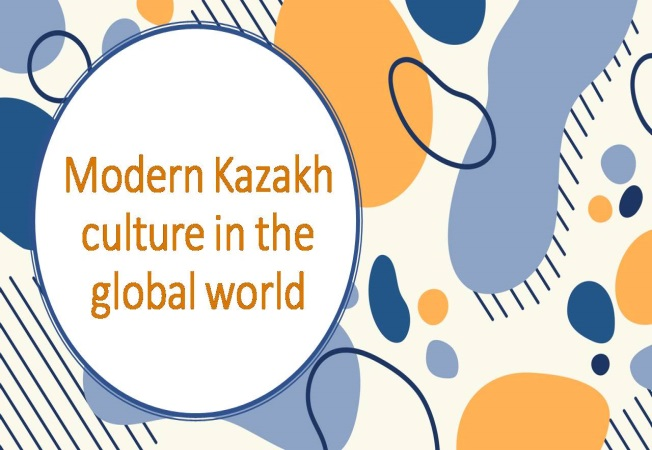 Modern Kazakh
culture in the
global world